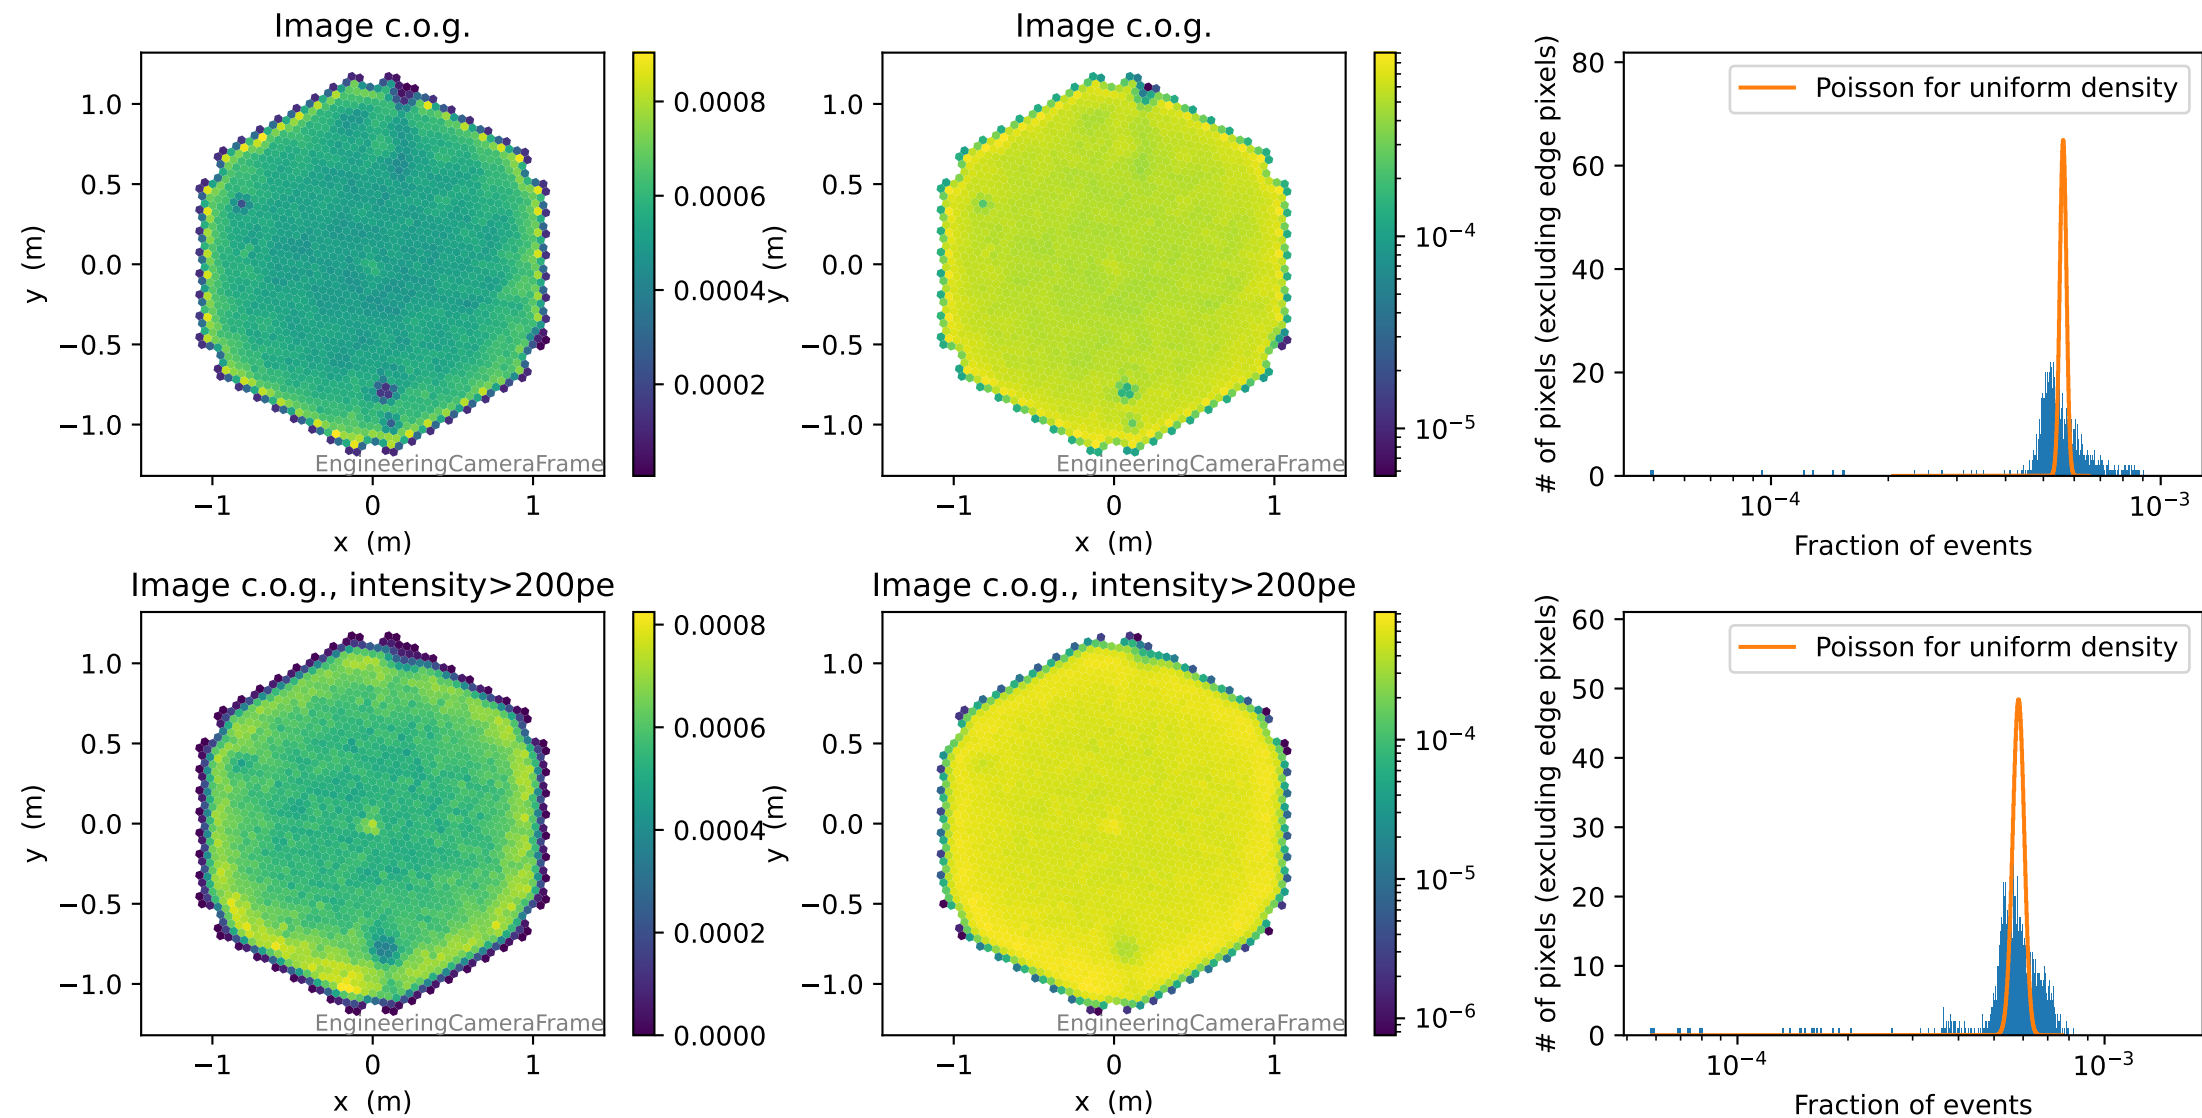 Image c.o.g.
1.0
0.5
0.0
−0.5
−1.0
y (m)
−1
0
1
x (m)
EngineeringCameraFrame
0.0008
0.0006
0.0004
0.0002
Image c.o.g.
1.0
0.5
0.0
−0.5
−1.0
y (m)
−1
0
1
x (m)
EngineeringCameraFrame
10⁻⁴
10⁻⁵
# of pixels (excluding edge pixels)
80
60
40
20
0
Poisson for uniform density
10⁻⁴
10⁻³
Fraction of events
Image c.o.g., intensity>200pe
1.0
0.5
0.0
−0.5
−1.0
y (m)
−1
0
1
x (m)
EngineeringCameraFrame
0.0008
0.0006
0.0004
0.0002
0.0000
Image c.o.g., intensity>200pe
1.0
0.5
0.0
−0.5
−1.0
y (m)
−1
0
1
x (m)
EngineeringCameraFrame
10⁻⁴
10⁻⁵
10⁻⁶
# of pixels (excluding edge pixels)
60
50
40
30
20
10
0
Poisson for uniform density
10⁻⁴
10⁻³
Fraction of events